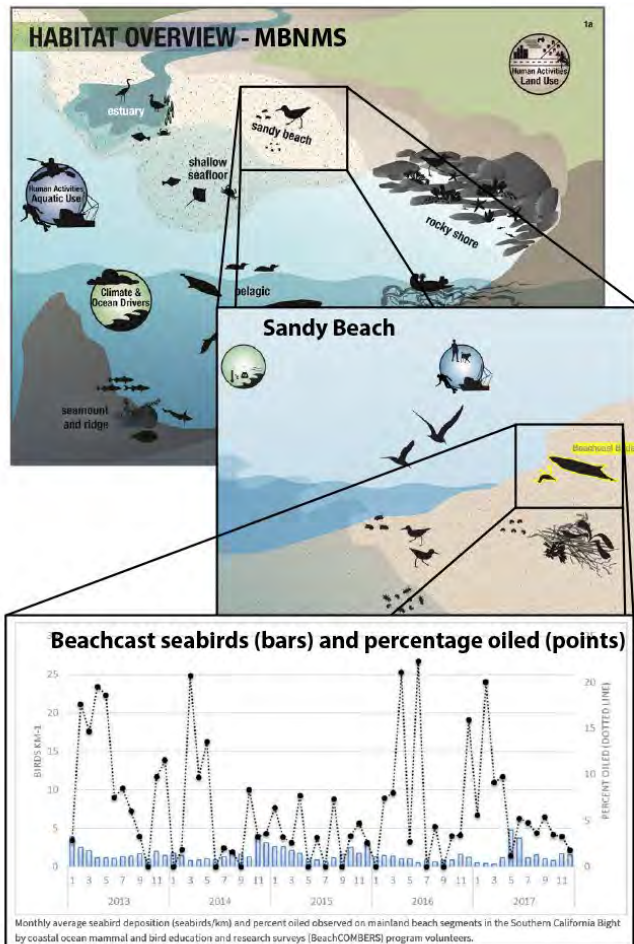 HABITAT OVERVIEW - MBNMS
1a
Human Activities
Land Use
estuary
sandy beach
shallow
seafloor
Human Activities
Aquatic Use
rocky shore
Climate &
Ocean Drivers
pelagic
seamount
and ridge
Sandy Beach
Beachcast
Beachcast seabirds (bars) and percentage oiled (points)
25
20
15
10
5
0
BIRDS KM-1
20
15
10
5
0
PERCENT OILED (DOTTED LINE)
1 3 5 7 9 11 1 3 5 7 9 11 1 3 5 7 9 11 1 3 5 7 9 11 1 3 5 7 9 11
2013 2014 2015 2016 2017
Monthly average seabird deposition (seabirds/km) and percent oiled observed on mainland beach segments in the Southern California Bight
by coastal ocean mammal and bird education and research surveys (BeachCOMBERS) program volunteers.